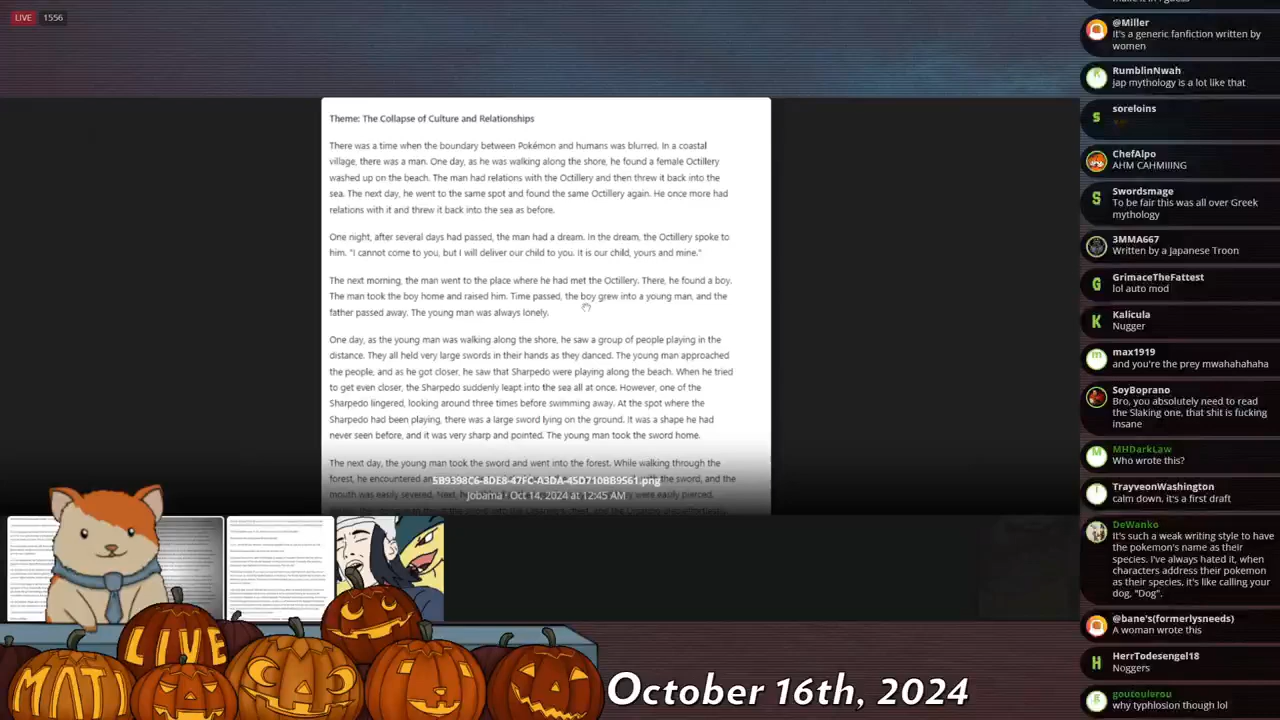 LIVE 1556
Theme: The Collapse of Culture and Relationships
There was a time when the boundary between Pokémon and humans was blurred. In a coastal
village, there was a man. One day, as he was walking along the shore, he found a female Octillery
washed up on the beach. The man had relations with the Octillery and then threw it back into the
sea. The next day, he went to the same spot and found the same Octillery again. He once more had
relations with it and threw it back into the sea as before.
One night, after several days had passed, the man had a dream. In the dream, the Octillery spoke to
him. "I cannot come to you, but I will deliver our child to you. It is our child, yours and mine."
The next morning, the man went to the place where he had met the Octillery. There, he found a boy.
The man took the boy home and raised him. Time passed, the boy grew into a young man, and the
father passed away. The young man was always lonely.
One day, as the young man was walking along the shore, he saw a group of people playing in the
distance. They all held very large swords in their hands as they danced. The young man approached
the people, and as he got closer, he saw that Sharpedo were playing along the beach. When he tried
to get even closer, the Sharpedo suddenly leapt into the sea all at once. However, one of the
Sharpedo lingered, looking around three times before swimming away. At the spot where the
Sharpedo had been playing, there was a large sword lying on the ground. It was a shape he had
never seen before, and it was very sharp and pointed. The young man took the sword home.
The next day, the young man took the sword and went into the forest. While walking through the
forest, he encountered an
with the sword, and the
mouth was easily severed. Next, h
were easily pierced.
5B9398C6-8DE8-47FC-A3DA-45D710BB9561.png
Jobama · Oct 14, 2024 at 12:45 AM
MATI
LIVE
October 16th, 2024
@Miller
It's a generic fanfiction written by
women
RumblinNwah
jap mythology is a lot like that
soreloins
ChefAlpo
AHM CAHMIIIING
Swordsmage
To be fair this was all over Greek
mythology
3MMA667
Written by a Japanese Troon
GrimaceTheFattest
lol auto mod
Kalicula
Nugger
max1919
and you're the prey mwahahahaha
SoyBoprano
Bro, you absolutely need to read
the Slaking one, that shit is fucking
insane
MHDarkLaw
Who wrote this?
TrayveonWashington
calm down, it's a first draft
DeWanko
It's such a weak writing style to have
the person's name as their
species. I've always hated it, when
characters address their pokemon
as the species, it's like calling your
dog, "Dog".
@bane's(formerlysneeds)
A woman wrote this
HerrTodesengel18
Noggers
goutoulerou
why typhlosion though lol